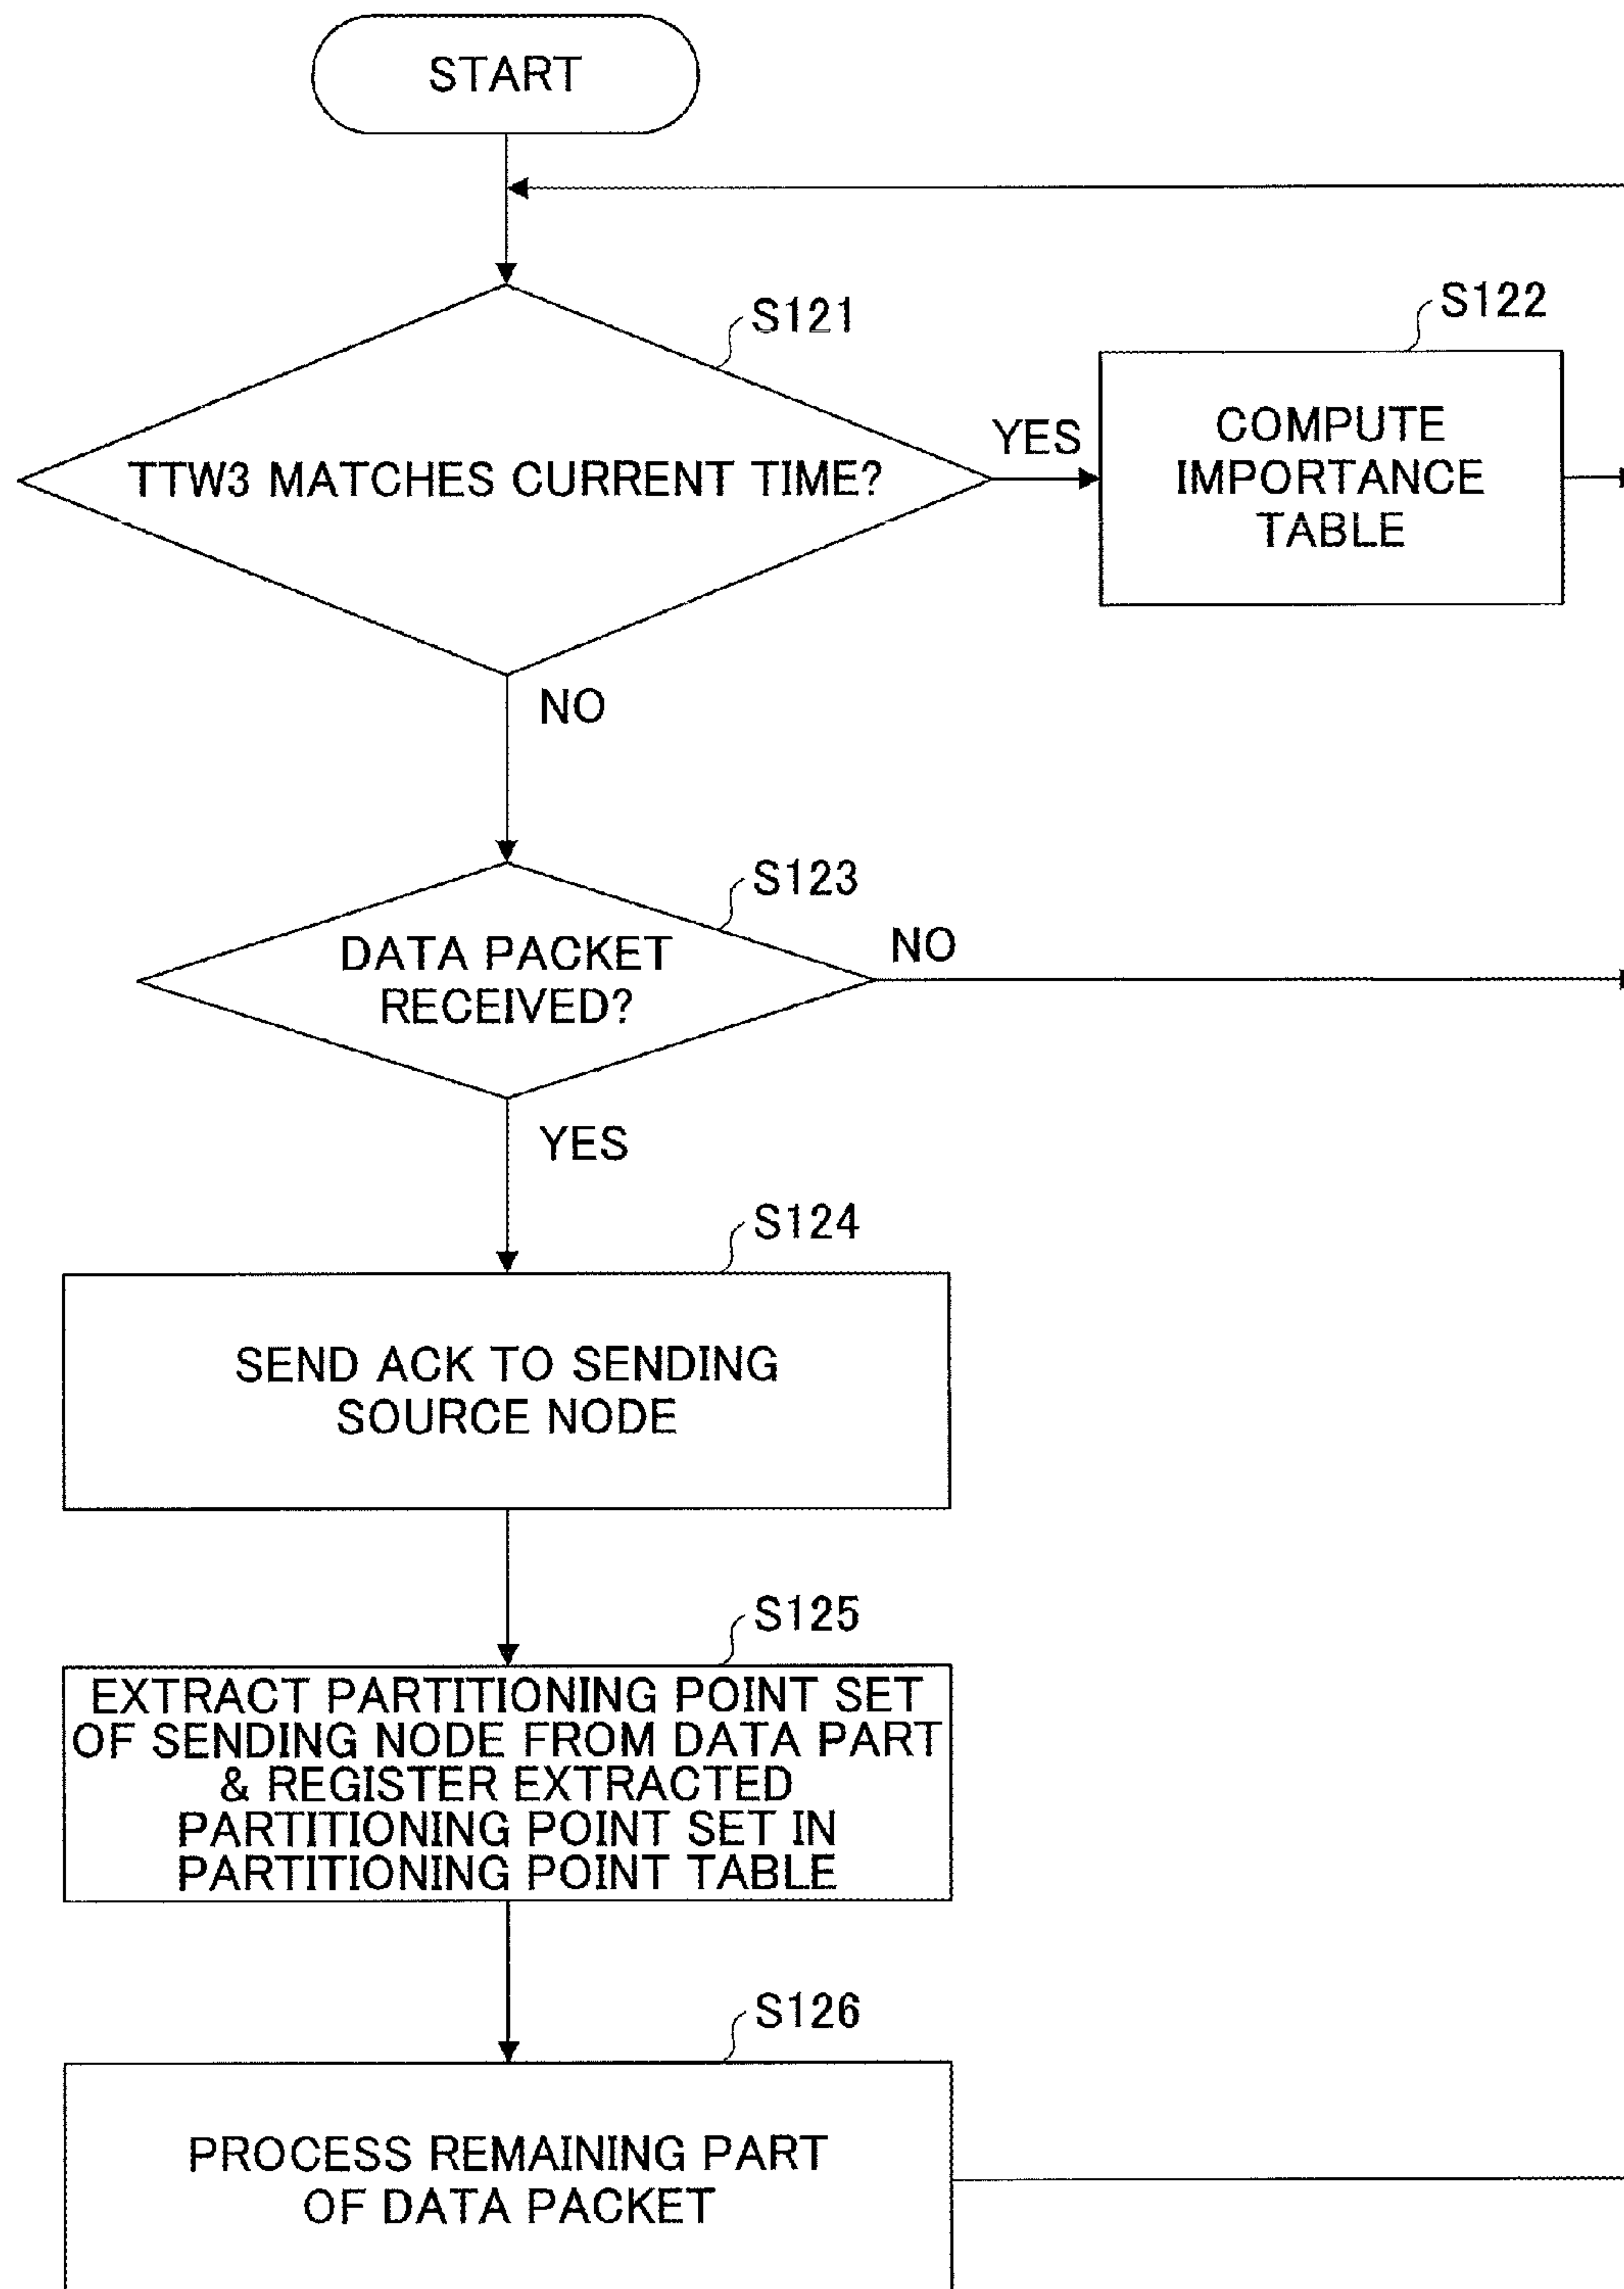 START
S121
S122
TTW3 MATCHES CURRENT TIME?
YES
COMPUTE
IMPORTANCE
TABLE
NO
S123
DATA PACKET
RECEIVED?
NO
YES
S124
SEND ACK TO SENDING
SOURCE NODE
S125
EXTRACT PARTITIONING POINT SET
OF SENDING NODE FROM DATA PART
& REGISTER EXTRACTED
PARTITIONING POINT SET IN
PARTITIONING POINT TABLE
S126
PROCESS REMAINING PART
OF DATA PACKET